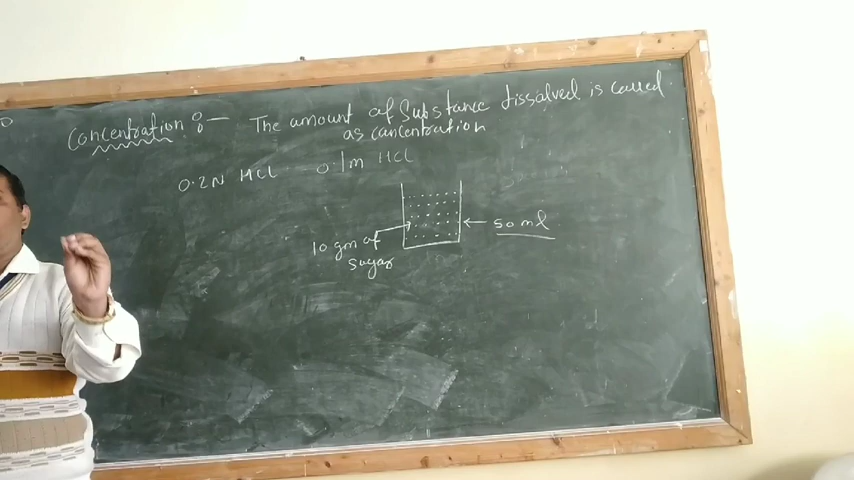 Concentration :— The amount of Substance dissolved is called
as concentration
0.2N HCl 0.1m HCl
10 gm of
sugar
50 ml